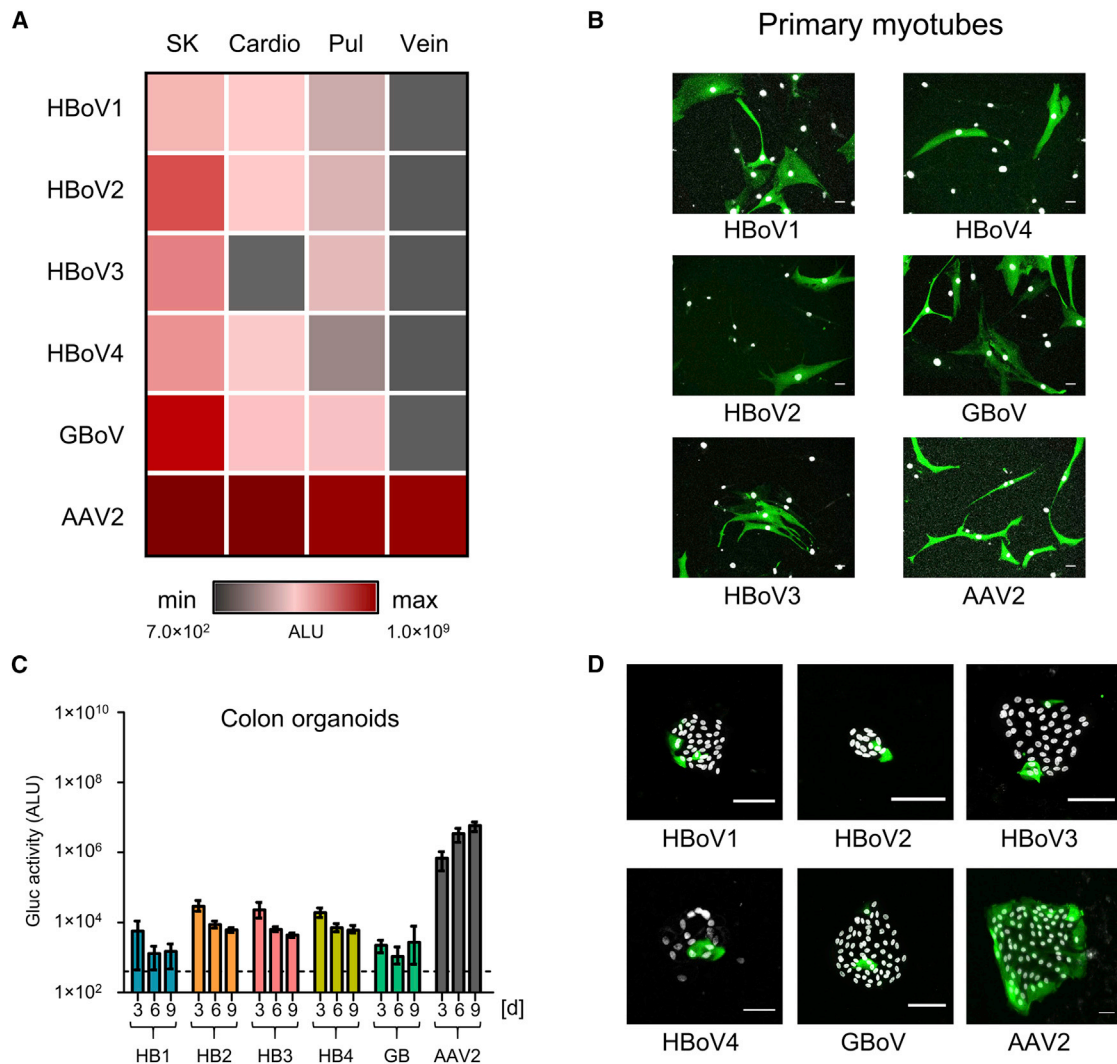 A
SK Cardio Pul Vein
HBoV1
HBoV2
HBoV3
HBoV4
GBoV
AAV2
min max
7.0×10² ALU 1.0×10⁹
B
Primary myotubes
HBoV1 HBoV4
HBoV2 GBoV
HBoV3 AAV2
C
Colon organoids
Gluc activity (ALU)
1×10¹⁰
1×10⁸
1×10⁶
1×10⁴
1×10²
3 6 9 3 6 9 3 6 9 3 6 9 3 6 9 3 6 9 [d]
HB1 HB2 HB3 HB4 GB AAV2
D
HBoV1 HBoV2 HBoV3
HBoV4 GBoV AAV2